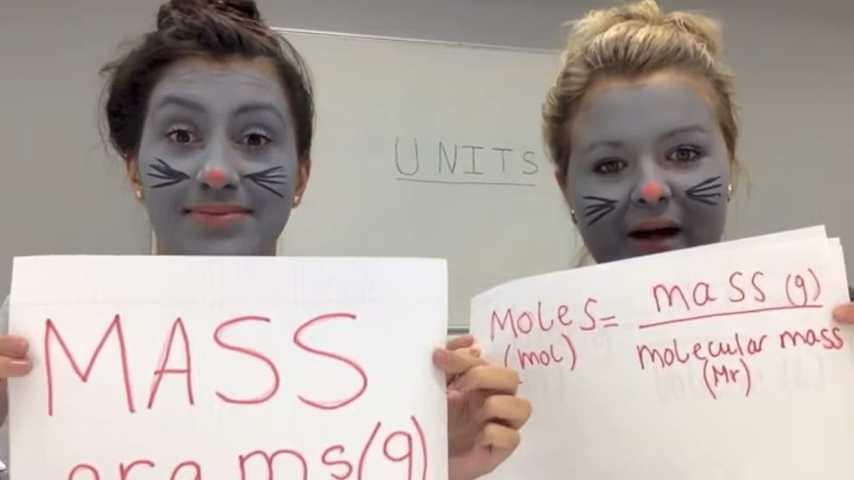 UNITS
MASS
grams(g)
Moles = mass (g)
(mol) molecular mass
(Mr)